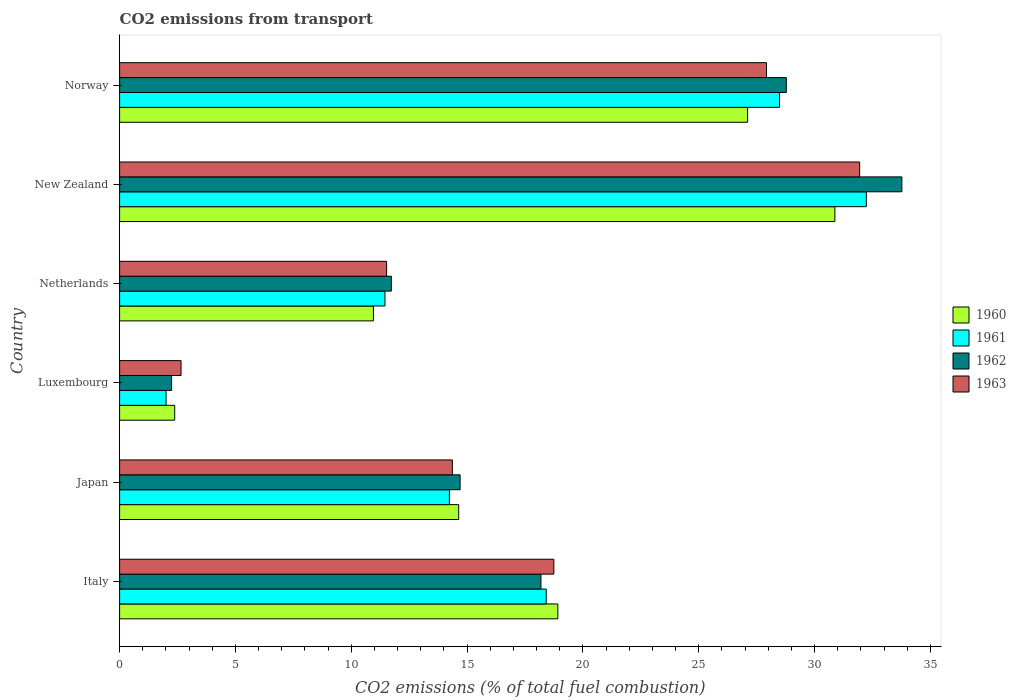 CO2 emissions from transport
Norway
New Zealand
Netherlands
Luxembourg
Japan
Italy
Country
0
5
10
15
20
25
30
35
CO2 emissions (% of total fuel combustion)
1960
1961
1962
1963